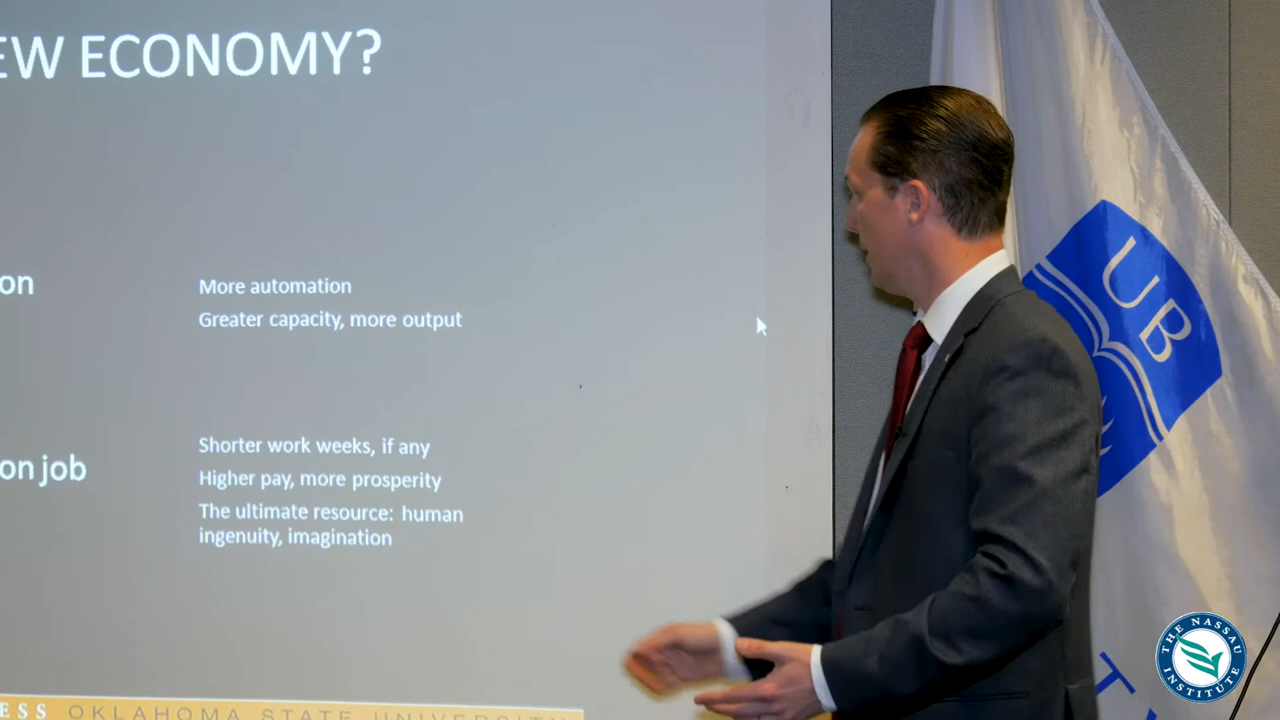 EW ECONOMY?
on
More automation
Greater capacity, more output
on job
Shorter work weeks, if any
Higher pay, more prosperity
The ultimate resource: human
ingenuity, imagination
ESS OKLAHOMA STATE UNIVERSITY
UB
T
THE NASSAU
INSTITUTE